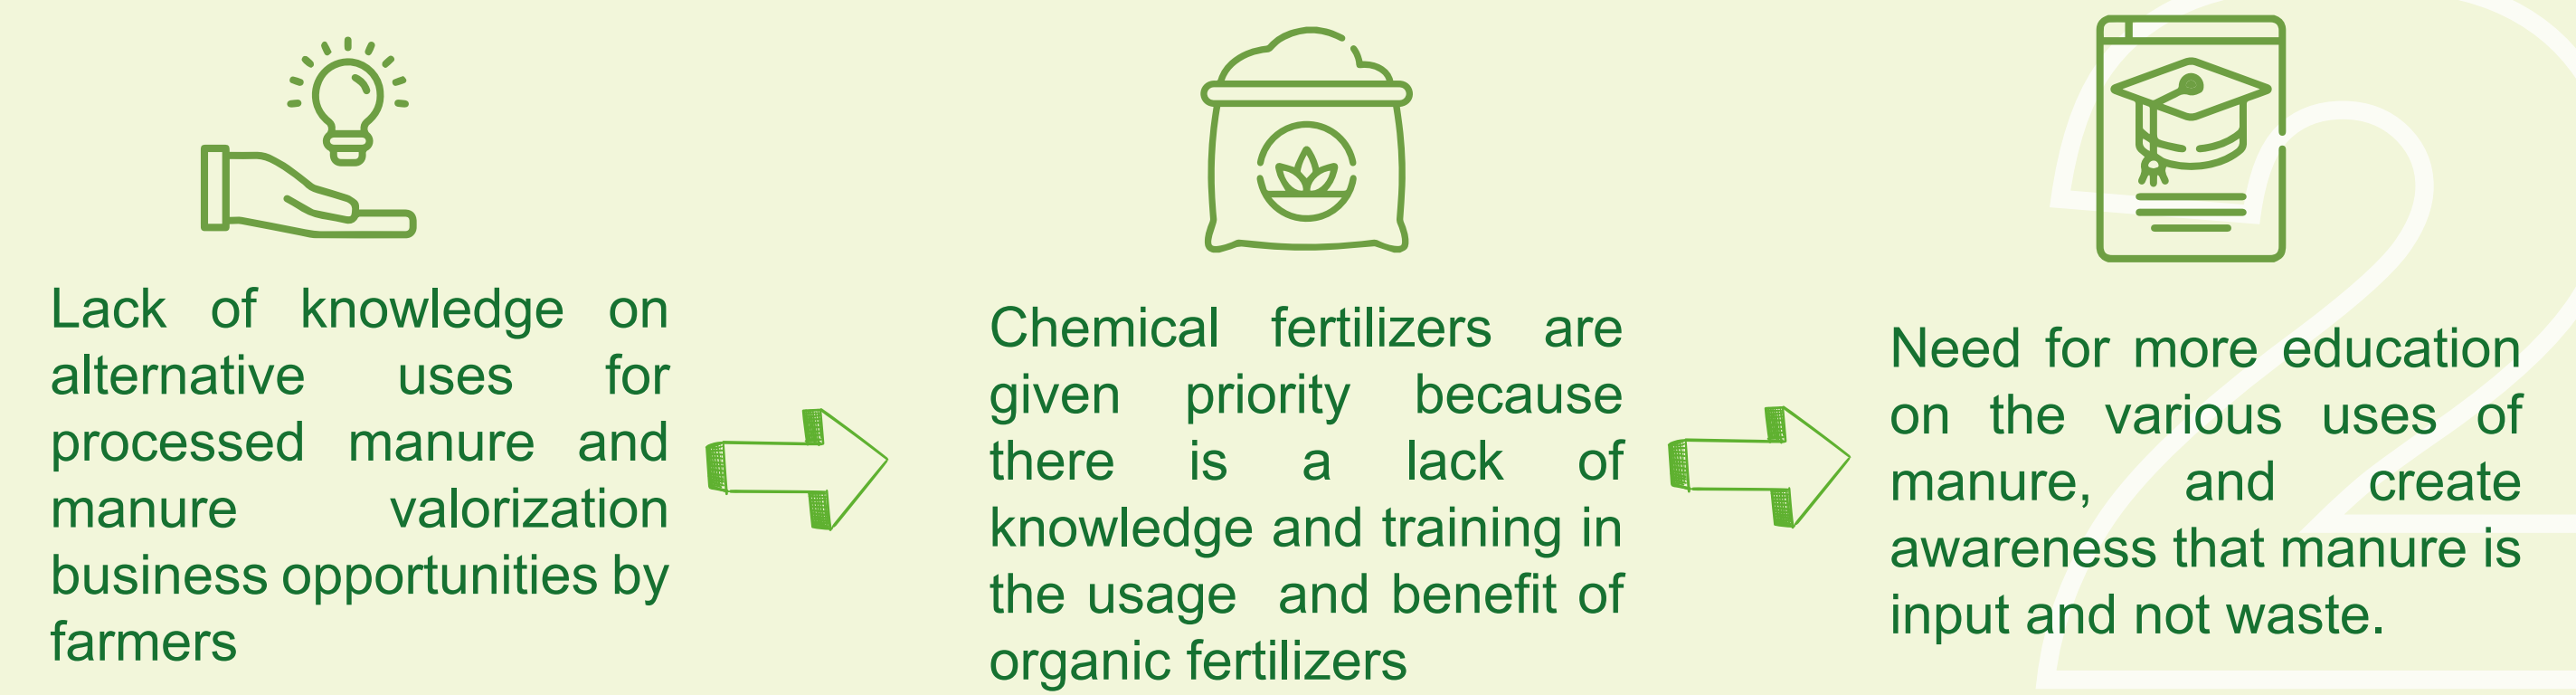 Lack of knowledge on
alternative uses for
processed manure and
manure valorization
business opportunities by
farmers
Chemical fertilizers are
given priority because
there is a lack of
knowledge and training in
the usage and benefit of
organic fertilizers
Need for more education
on the various uses of
manure, and create
awareness that manure is
input and not waste.
2